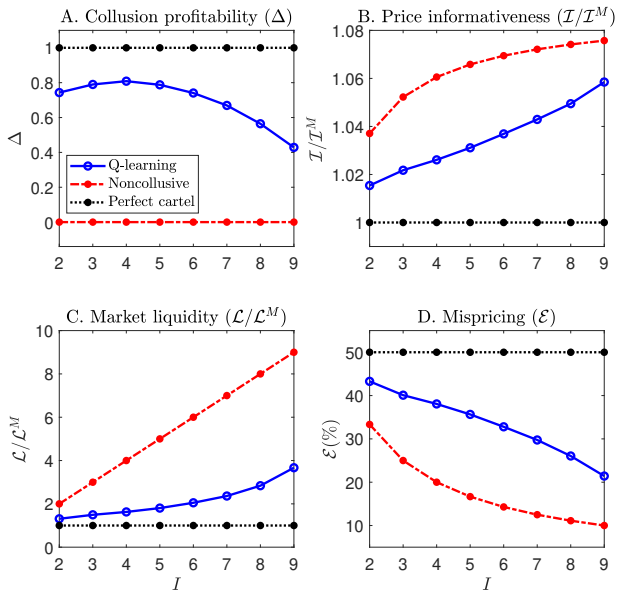 A. Collusion profitability (Δ)
1
0.8
0.6
0.4
0.2
0
Δ
Q-learning
Noncollusive
Perfect cartel
2 3 4 5 6 7 8 9
B. Price informativeness (ℐ/ℐ^M)
1.08
1.06
1.04
1.02
1
ℐ/ℐ^M
2 3 4 5 6 7 8 9
C. Market liquidity (ℒ/ℒ^M)
10
8
6
4
2
0
ℒ/ℒ^M
2 3 4 5 6 7 8 9
I
D. Mispricing (ℰ)
50
40
30
20
10
ℰ(%)
2 3 4 5 6 7 8 9
I